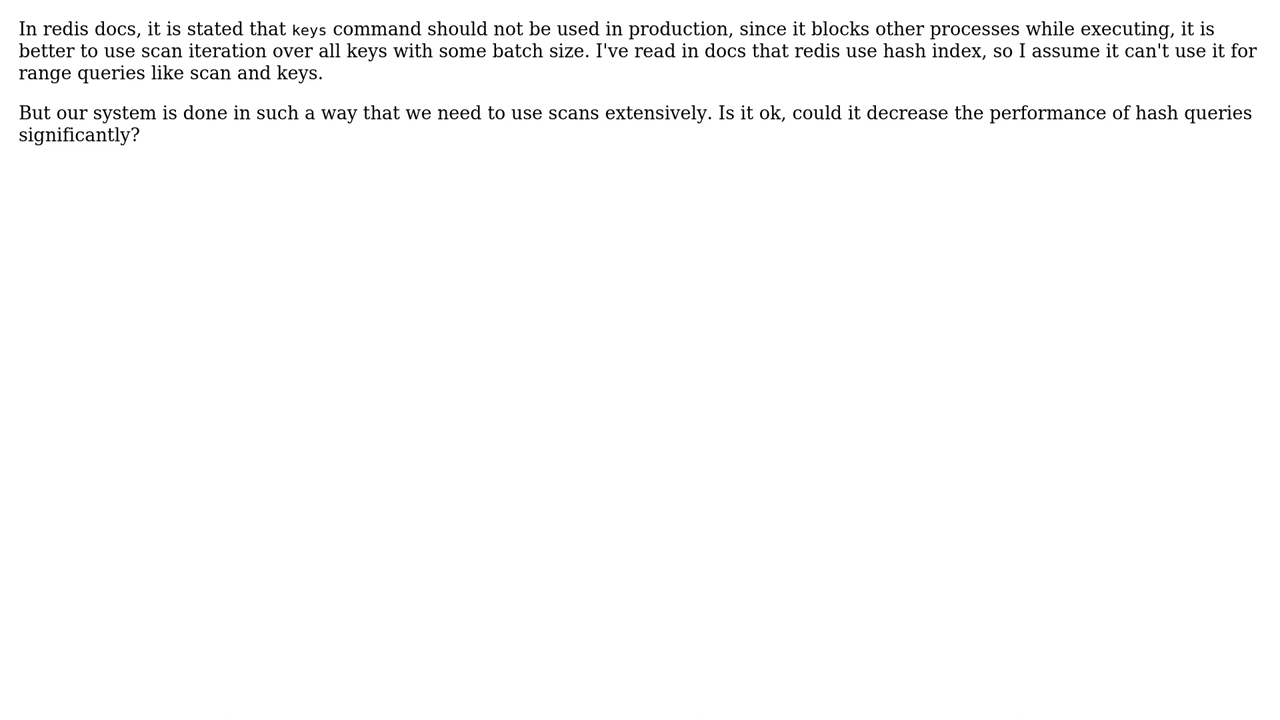 In redis docs, it is stated that keys command should not be used in production, since it blocks other processes while executing, it is
better to use scan iteration over all keys with some batch size. I've read in docs that redis use hash index, so I assume it can't use it for
range queries like scan and keys.
But our system is done in such a way that we need to use scans extensively. Is it ok, could it decrease the performance of hash queries
significantly?